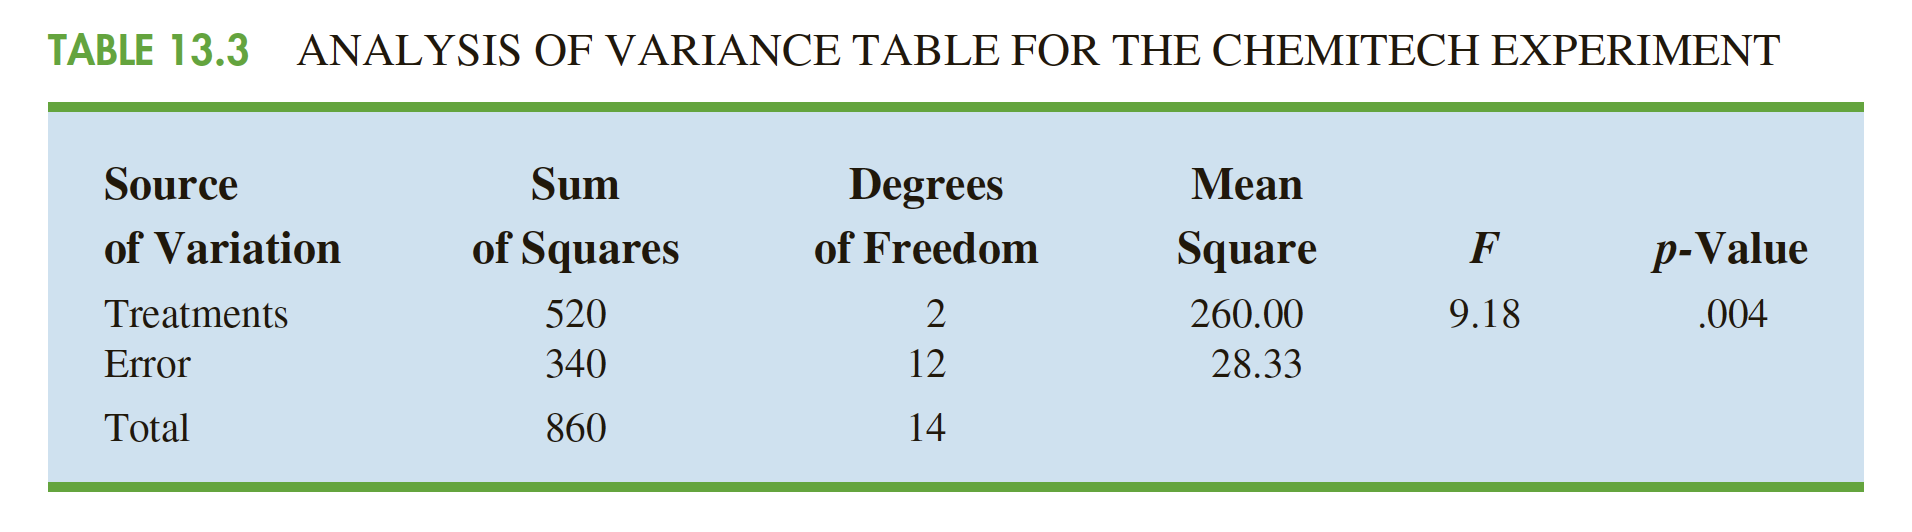 TABLE 13.3 ANALYSIS OF VARIANCE TABLE FOR THE CHEMITECH EXPERIMENT
Source Sum Degrees Mean
of Variation of Squares of Freedom Square F p-Value
Treatments 520 2 260.00 9.18 .004
Error 340 12 28.33
Total 860 14